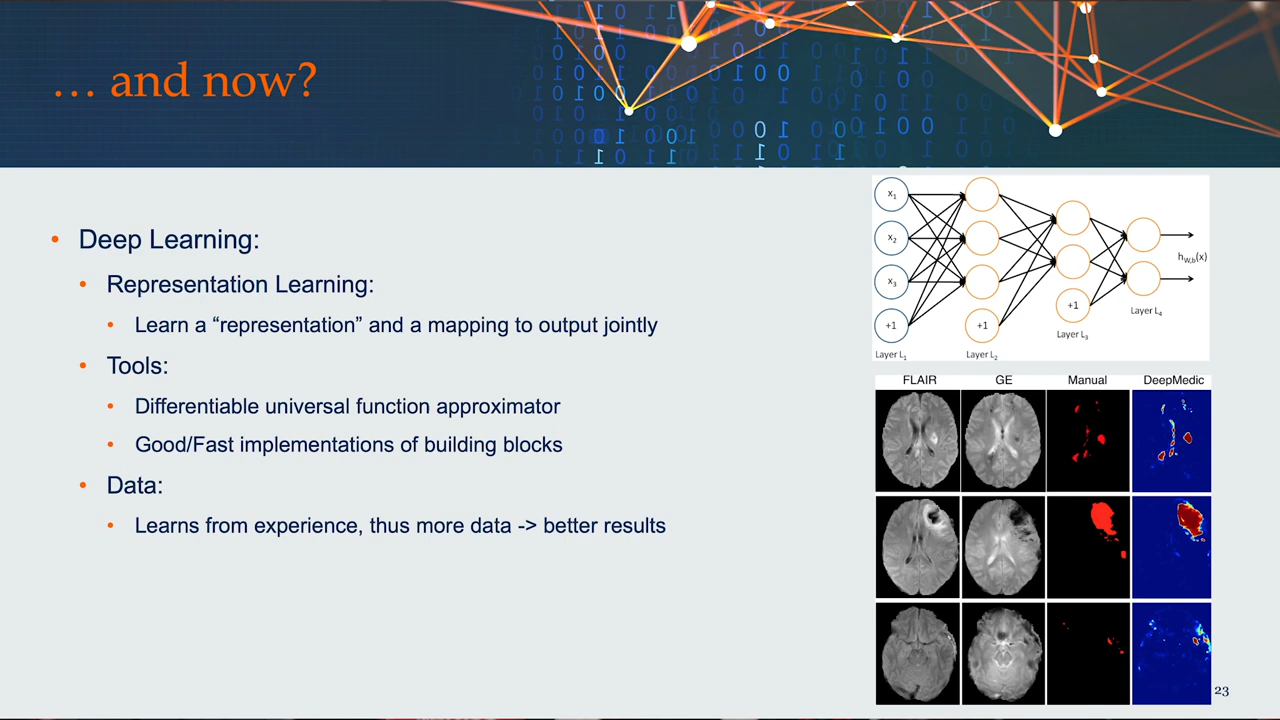 … and now?
• Deep Learning:
• Representation Learning:
• Learn a “representation” and a mapping to output jointly
• Tools:
• Differentiable universal function approximator
• Good/Fast implementations of building blocks
• Data:
• Learns from experience, thus more data -> better results
x1
x2
x3
+1
+1
+1
hW,b(x)
Layer L1
Layer L2
Layer L3
Layer L4
FLAIR GE Manual DeepMedic
23